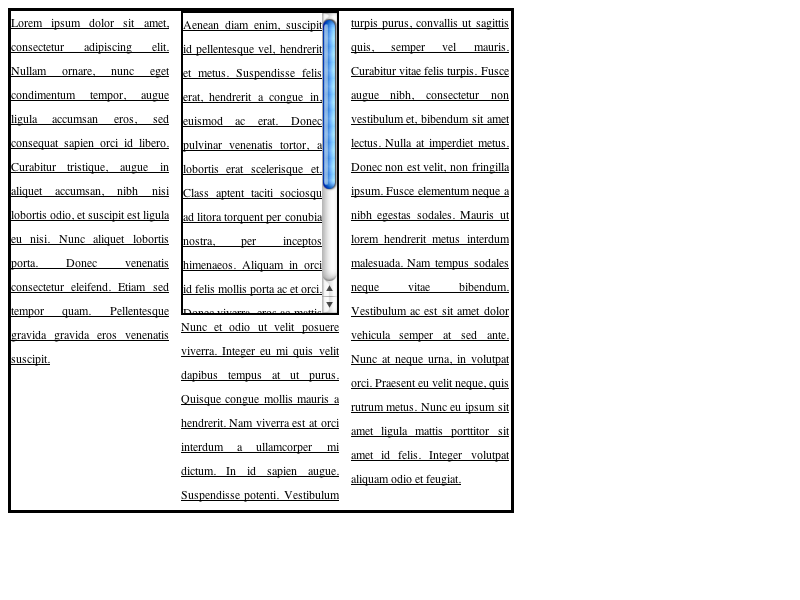 Lorem ipsum dolor sit amet,
consectetur adipiscing elit.
Nullam ornare, nunc eget
condimentum tempor, augue
ligula accumsan eros, sed
consequat sapien orci id libero.
Curabitur tristique, augue in
aliquet accumsan, nibh nisi
lobortis odio, et suscipit est ligula
eu nisi. Nunc aliquet lobortis
porta. Donec venenatis
consectetur eleifend. Etiam sed
tempor quam. Pellentesque
gravida gravida eros venenatis
suscipit.
Aenean diam enim, suscipit
id pellentesque vel, hendrerit
et metus. Suspendisse felis
erat, hendrerit a congue in,
euismod ac erat. Donec
pulvinar venenatis tortor, a
lobortis erat scelerisque et.
Class aptent taciti sociosqu
ad litora torquent per conubia
nostra, per inceptos
himenaeos. Aliquam in orci
id felis mollis porta ac et orci.
Donec viverra, eros ac mattis
Nunc et odio ut velit posuere
viverra. Integer eu mi quis velit
dapibus tempus at ut purus.
Quisque congue mollis mauris a
hendrerit. Nam viverra est at orci
interdum a ullamcorper mi
dictum. In id sapien augue.
Suspendisse potenti. Vestibulum
turpis purus, convallis ut sagittis
quis, semper vel mauris.
Curabitur vitae felis turpis. Fusce
augue nibh, consectetur non
vestibulum et, bibendum sit amet
lectus. Nulla at imperdiet metus.
Donec non est velit, non fringilla
ipsum. Fusce elementum neque a
nibh egestas sodales. Mauris ut
lorem hendrerit metus interdum
malesuada. Nam tempus sodales
neque vitae bibendum.
Vestibulum ac est sit amet dolor
vehicula semper at sed ante.
Nunc at neque urna, in volutpat
orci. Praesent eu velit neque, quis
rutrum metus. Nunc eu ipsum sit
amet ligula mattis porttitor sit
amet id felis. Integer volutpat
aliquam odio et feugiat.